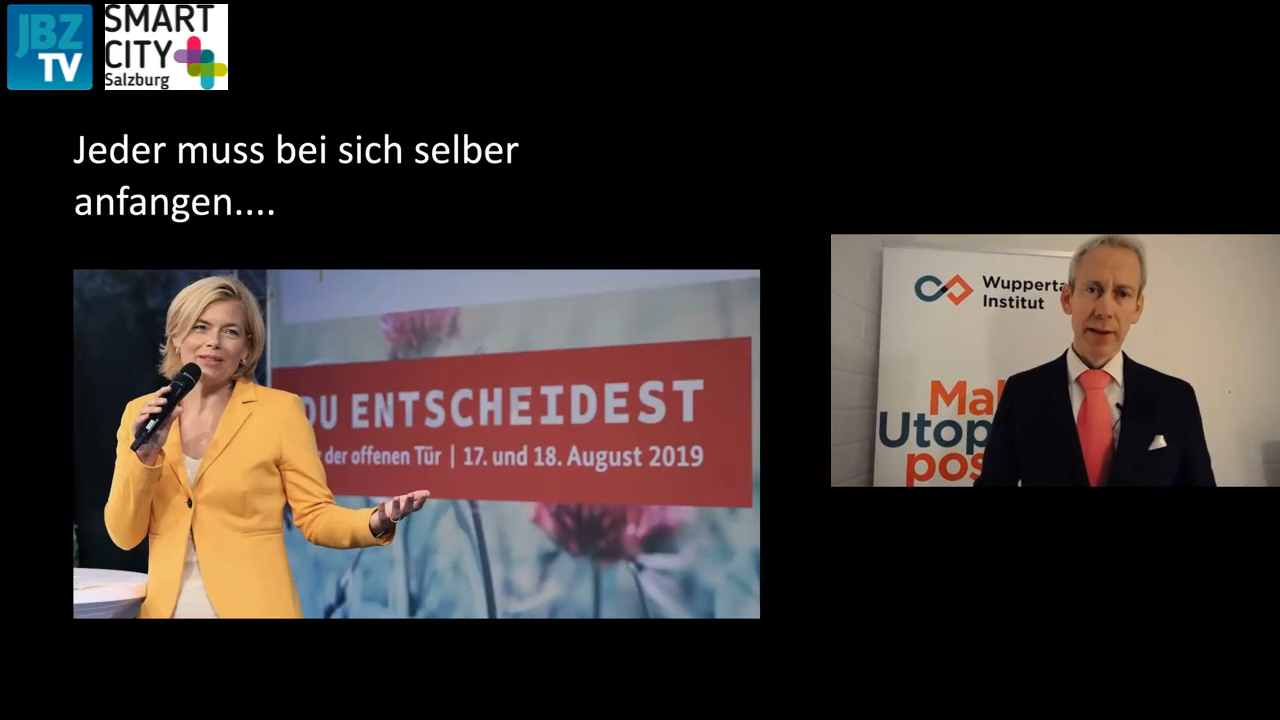 JBZ
TV
SMART
CITY
Salzburg
Jeder muss bei sich selber
anfangen....
DU ENTSCHEIDEST
der offenen Tür | 17. und 18. August 2019
Wupperta
Institut
Mal
Utop
pos